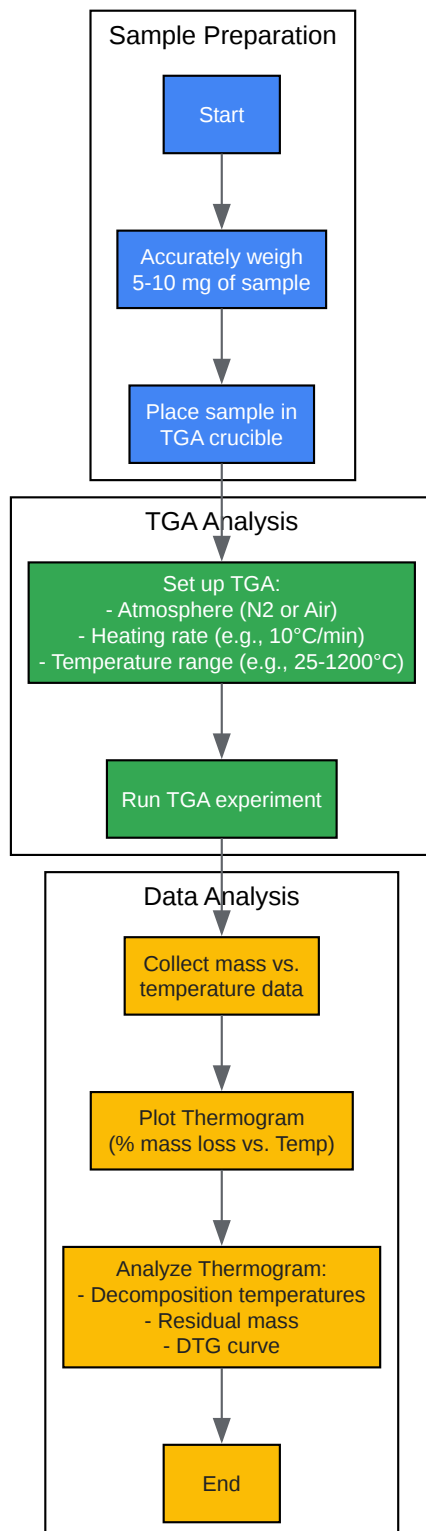 Sample Preparation
Start
Accurately weigh
5-10 mg of sample
Place sample in
TGA crucible
TGA Analysis
Set up TGA:
- Atmosphere (N2 or Air)
- Heating rate (e.g., 10°C/min)
- Temperature range (e.g., 25-1200°C)
Run TGA experiment
Data Analysis
Collect mass vs.
temperature data
Plot Thermogram
(% mass loss vs. Temp)
Analyze Thermogram:
- Decomposition temperatures
- Residual mass
- DTG curve
End